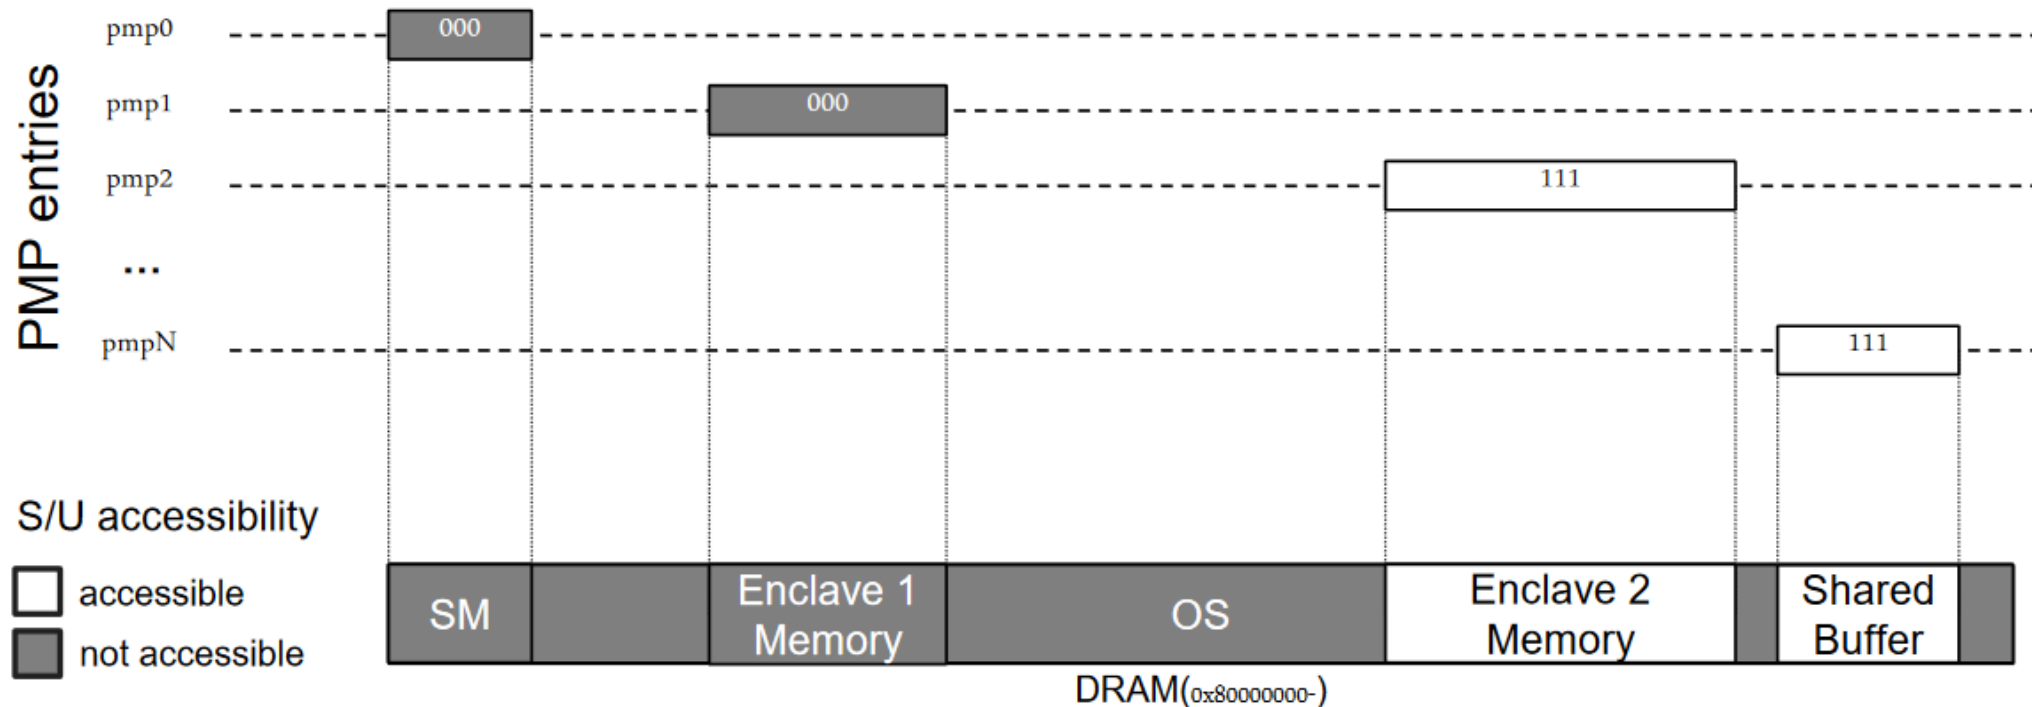 PMP entries
pmp0
000
pmp1
000
pmp2
111
...
pmpN
111
S/U accessibility
accessible
not accessible
SM
Enclave 1
Memory
OS
Enclave 2
Memory
Shared
Buffer
DRAM(0x80000000-)